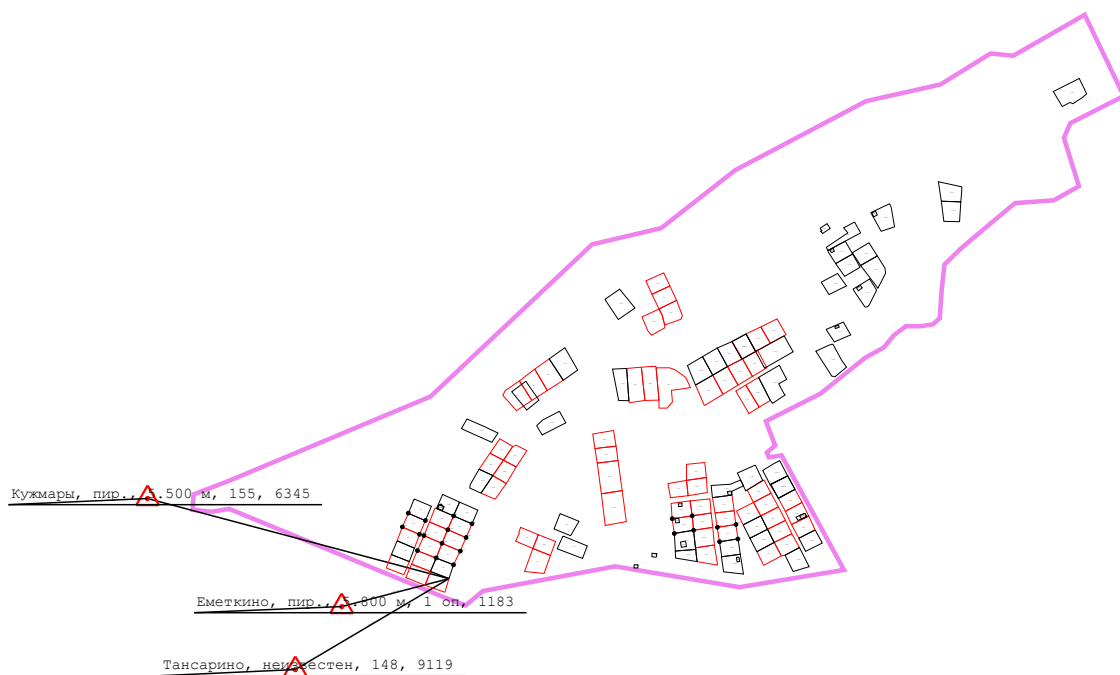 Кужмары, пир., 5.500 м, 155, 6345
Еметкино, пир., 5.800 м, 1 оп, 1183
Тансарино, неизвестен, 148, 9119